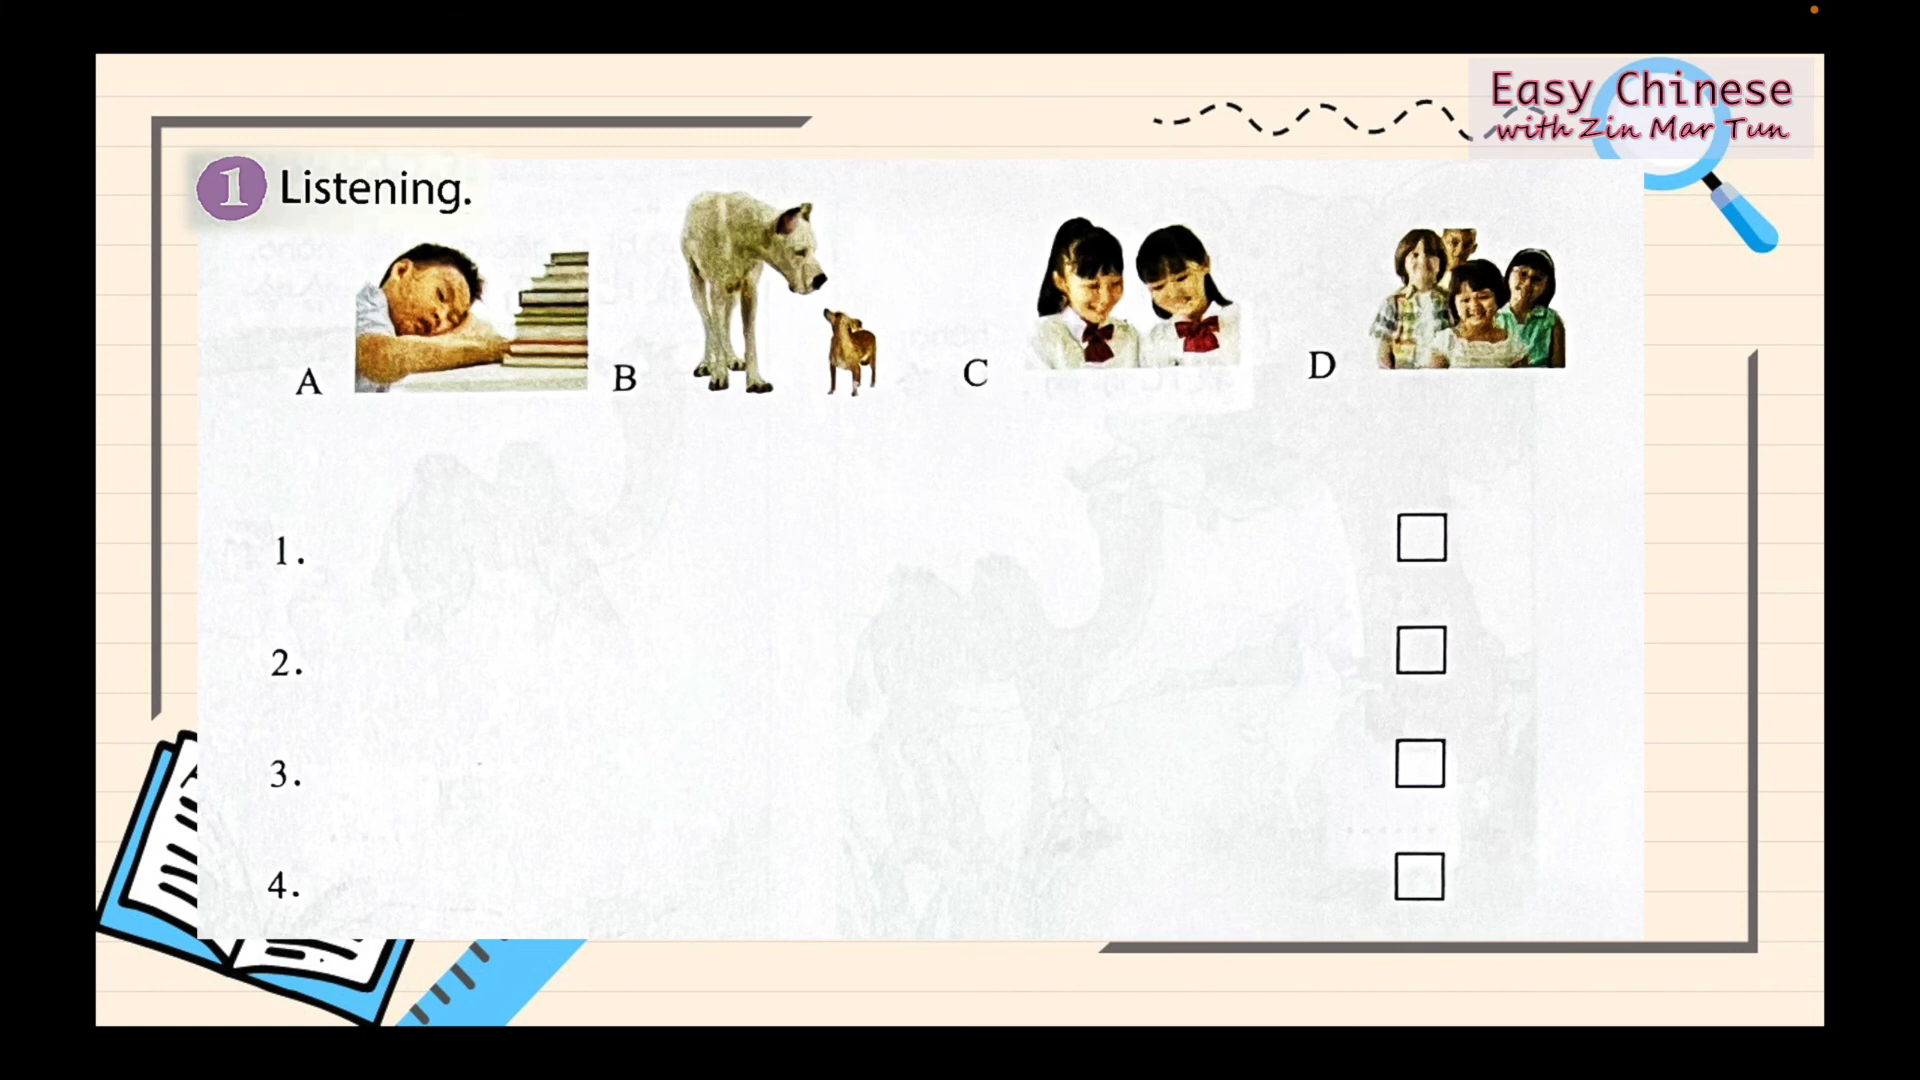 Easy Chinese
with Zin Mar Tun
1 Listening.
A B C D
1.
2.
3.
4.